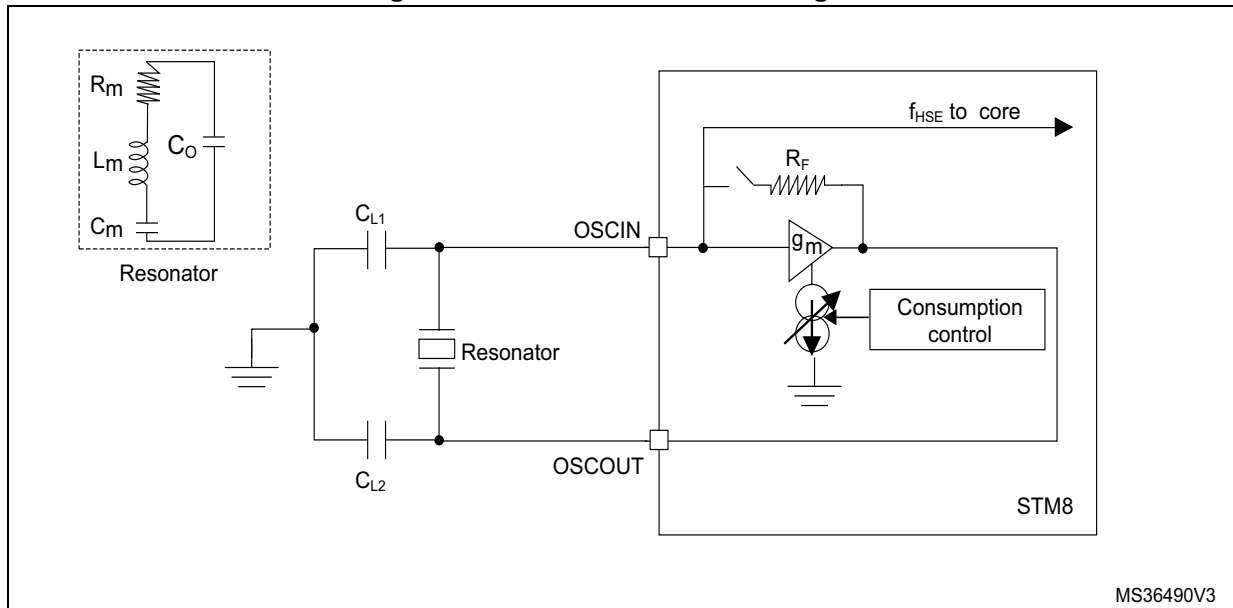 Rm
Lm
CO
Cm
Resonator
CL1
CL2
Resonator
OSCIN
OSCOUT
fHSE to core
RF
gm
Consumption
control
STM8
MS36490V3